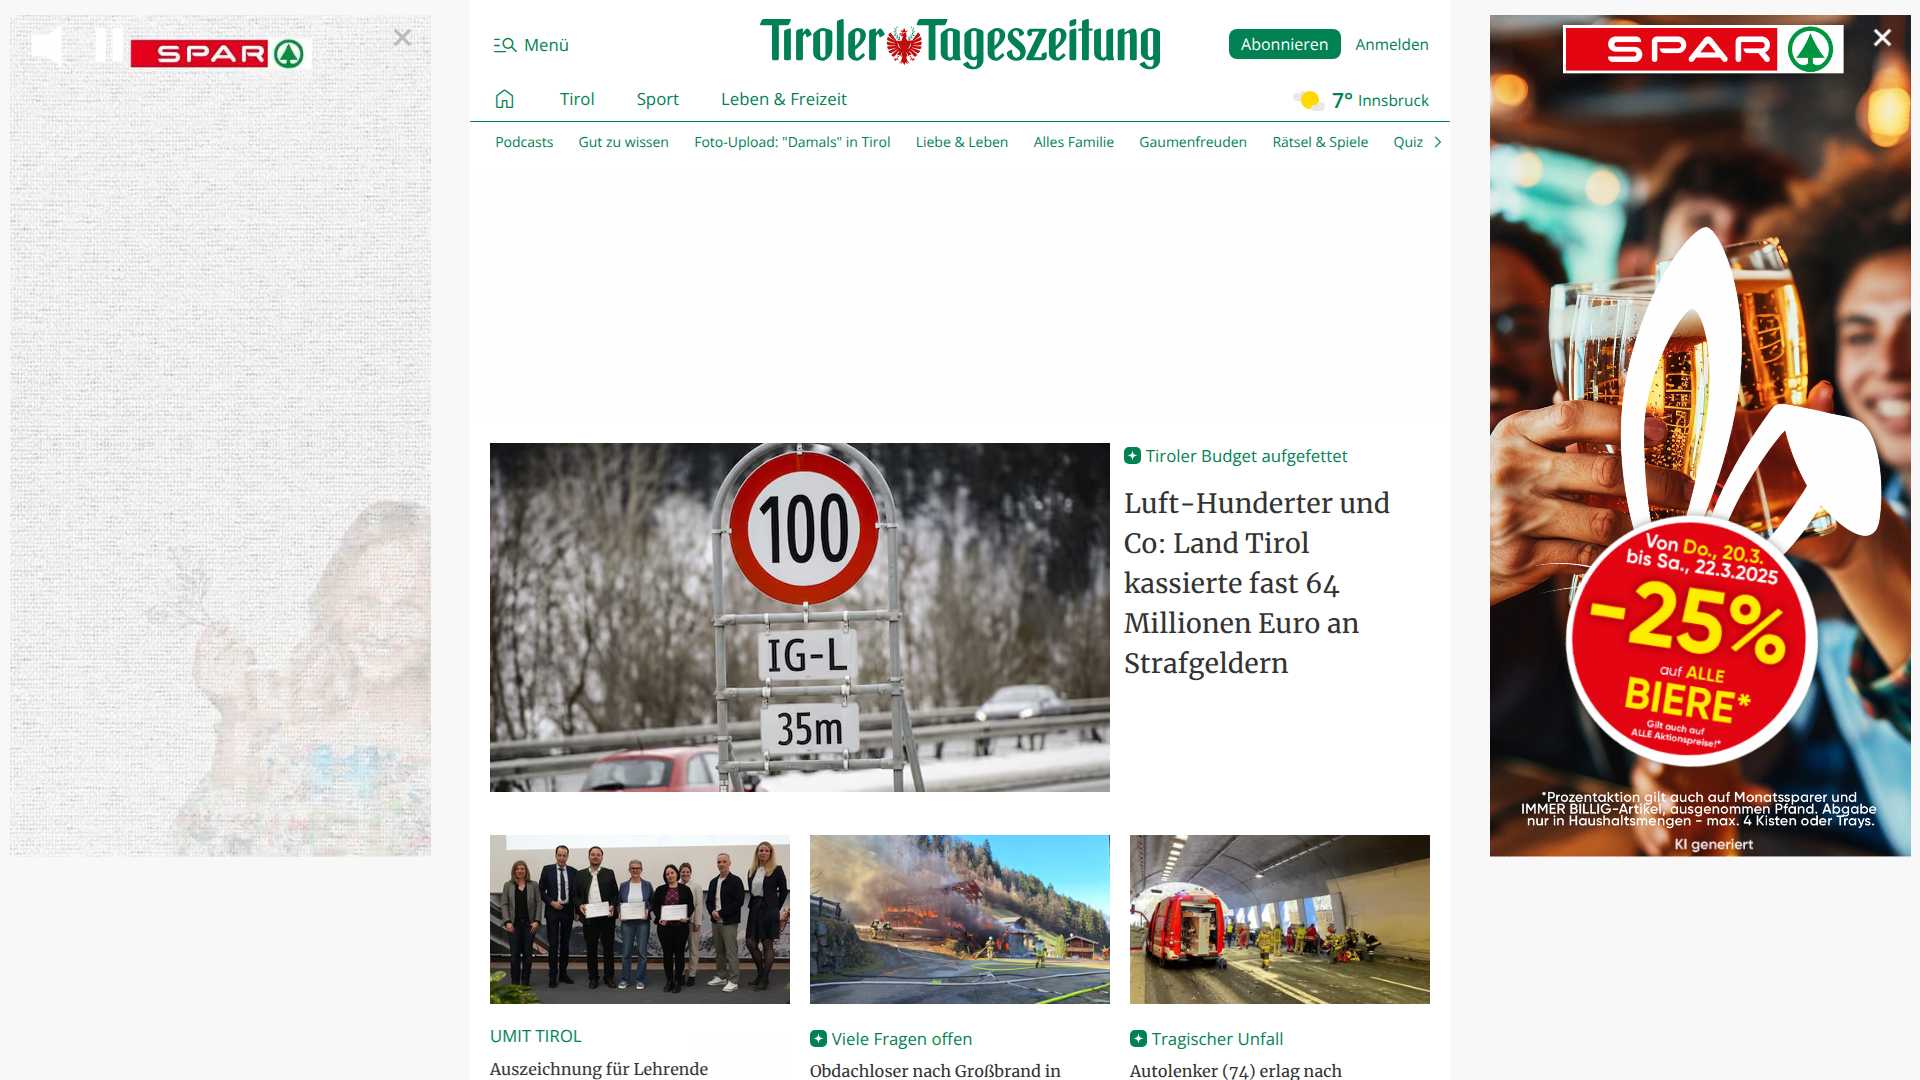 SPAR
Menü
Tiroler Tageszeitung
Abonnieren
Anmelden
Tirol
Sport
Leben & Freizeit
7° Innsbruck
Podcasts
Gut zu wissen
Foto-Upload: "Damals" in Tirol
Liebe & Leben
Alles Familie
Gaumenfreuden
Rätsel & Spiele
Quiz
100
IG-L
35m
Tiroler Budget aufgefettet
Luft-Hunderter und
Co: Land Tirol
kassierte fast 64
Millionen Euro an
Strafgeldern
UMIT TIROL
Auszeichnung für Lehrende
Viele Fragen offen
Obdachloser nach Großbrand in
Tragischer Unfall
Autolenker (74) erlag nach
SPAR
Von Do., 20.3.
bis Sa., 22.3.2025
-25%
auf ALLE
BIERE*
Gilt auch auf
ALLE Aktionspreise!*
*Prozentaktion gilt auch auf Monatssparer und
IMMER BILLIG-Artikel, ausgenommen Pfand. Abgabe
nur in Haushaltsmengen - max. 4 Kisten oder Trays.
KI generiert